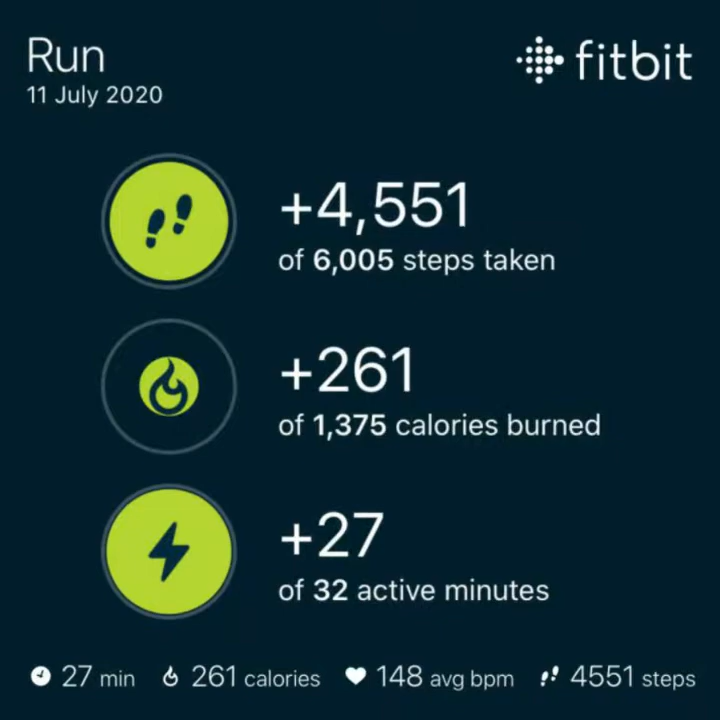 Run
fitbit
11 July 2020
+4,551
of 6,005 steps taken
+261
of 1,375 calories burned
+27
of 32 active minutes
27 min 261 calories 148 avg bpm 4551 steps